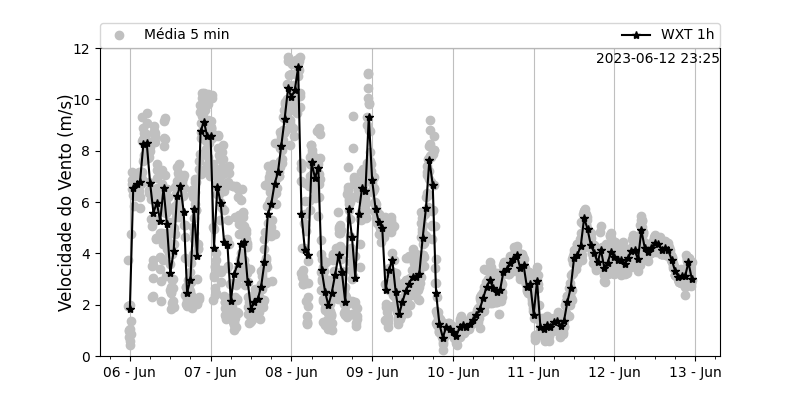 Média 5 min
WXT 1h
2023-06-12 23:25
Velocidade do Vento (m/s)
12
10
8
6
4
2
0
06 - Jun
07 - Jun
08 - Jun
09 - Jun
10 - Jun
11 - Jun
12 - Jun
13 - Jun